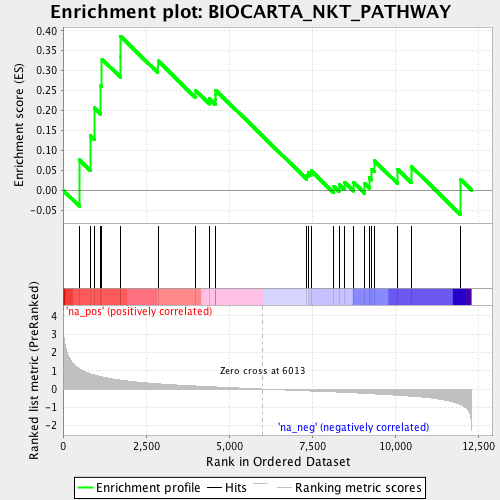 Enrichment plot: BIOCARTA_NKT_PATHWAY
Enrichment score (ES)
0.40
0.35
0.30
0.25
0.20
0.15
0.10
0.05
0.00
-0.05
'na_pos' (positively correlated)
Ranked list metric (PreRanked)
4
3
2
1
0
-1
-2
Zero cross at 6013
'na_neg' (negatively correlated)
0
2,500
5,000
7,500
10,000
12,500
Rank in Ordered Dataset
Enrichment profile
Hits
Ranking metric scores